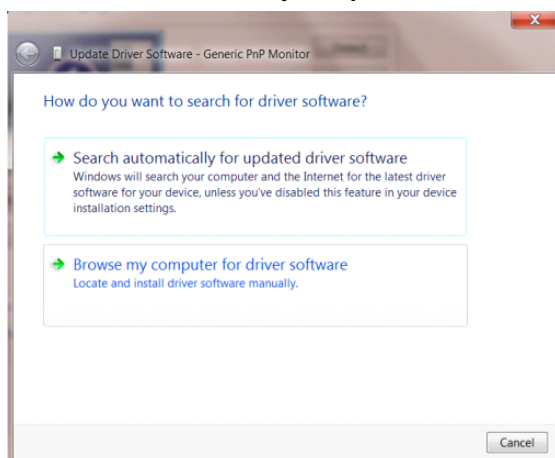 Update Driver Software - Generic PnP Monitor
How do you want to search for driver software?
Search automatically for updated driver software
Windows will search your computer and the Internet for the latest driver
software for your device, unless you've disabled this feature in your device
installation settings.
Browse my computer for driver software
Locate and install driver software manually.
Cancel